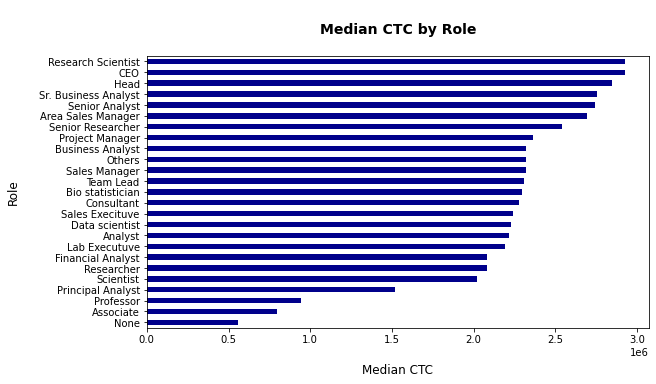 Median CTC by Role
Research Scientist
CEO
Head
Sr. Business Analyst
Senior Analyst
Area Sales Manager
Senior Researcher
Project Manager
Business Analyst
Others
Sales Manager
Team Lead
Bio statistician
Consultant
Sales Execituve
Data scientist
Analyst
Lab Executuve
Financial Analyst
Researcher
Scientist
Principal Analyst
Professor
Associate
None
Role
0.0 0.5 1.0 1.5 2.0 2.5 3.0
1e6
Median CTC